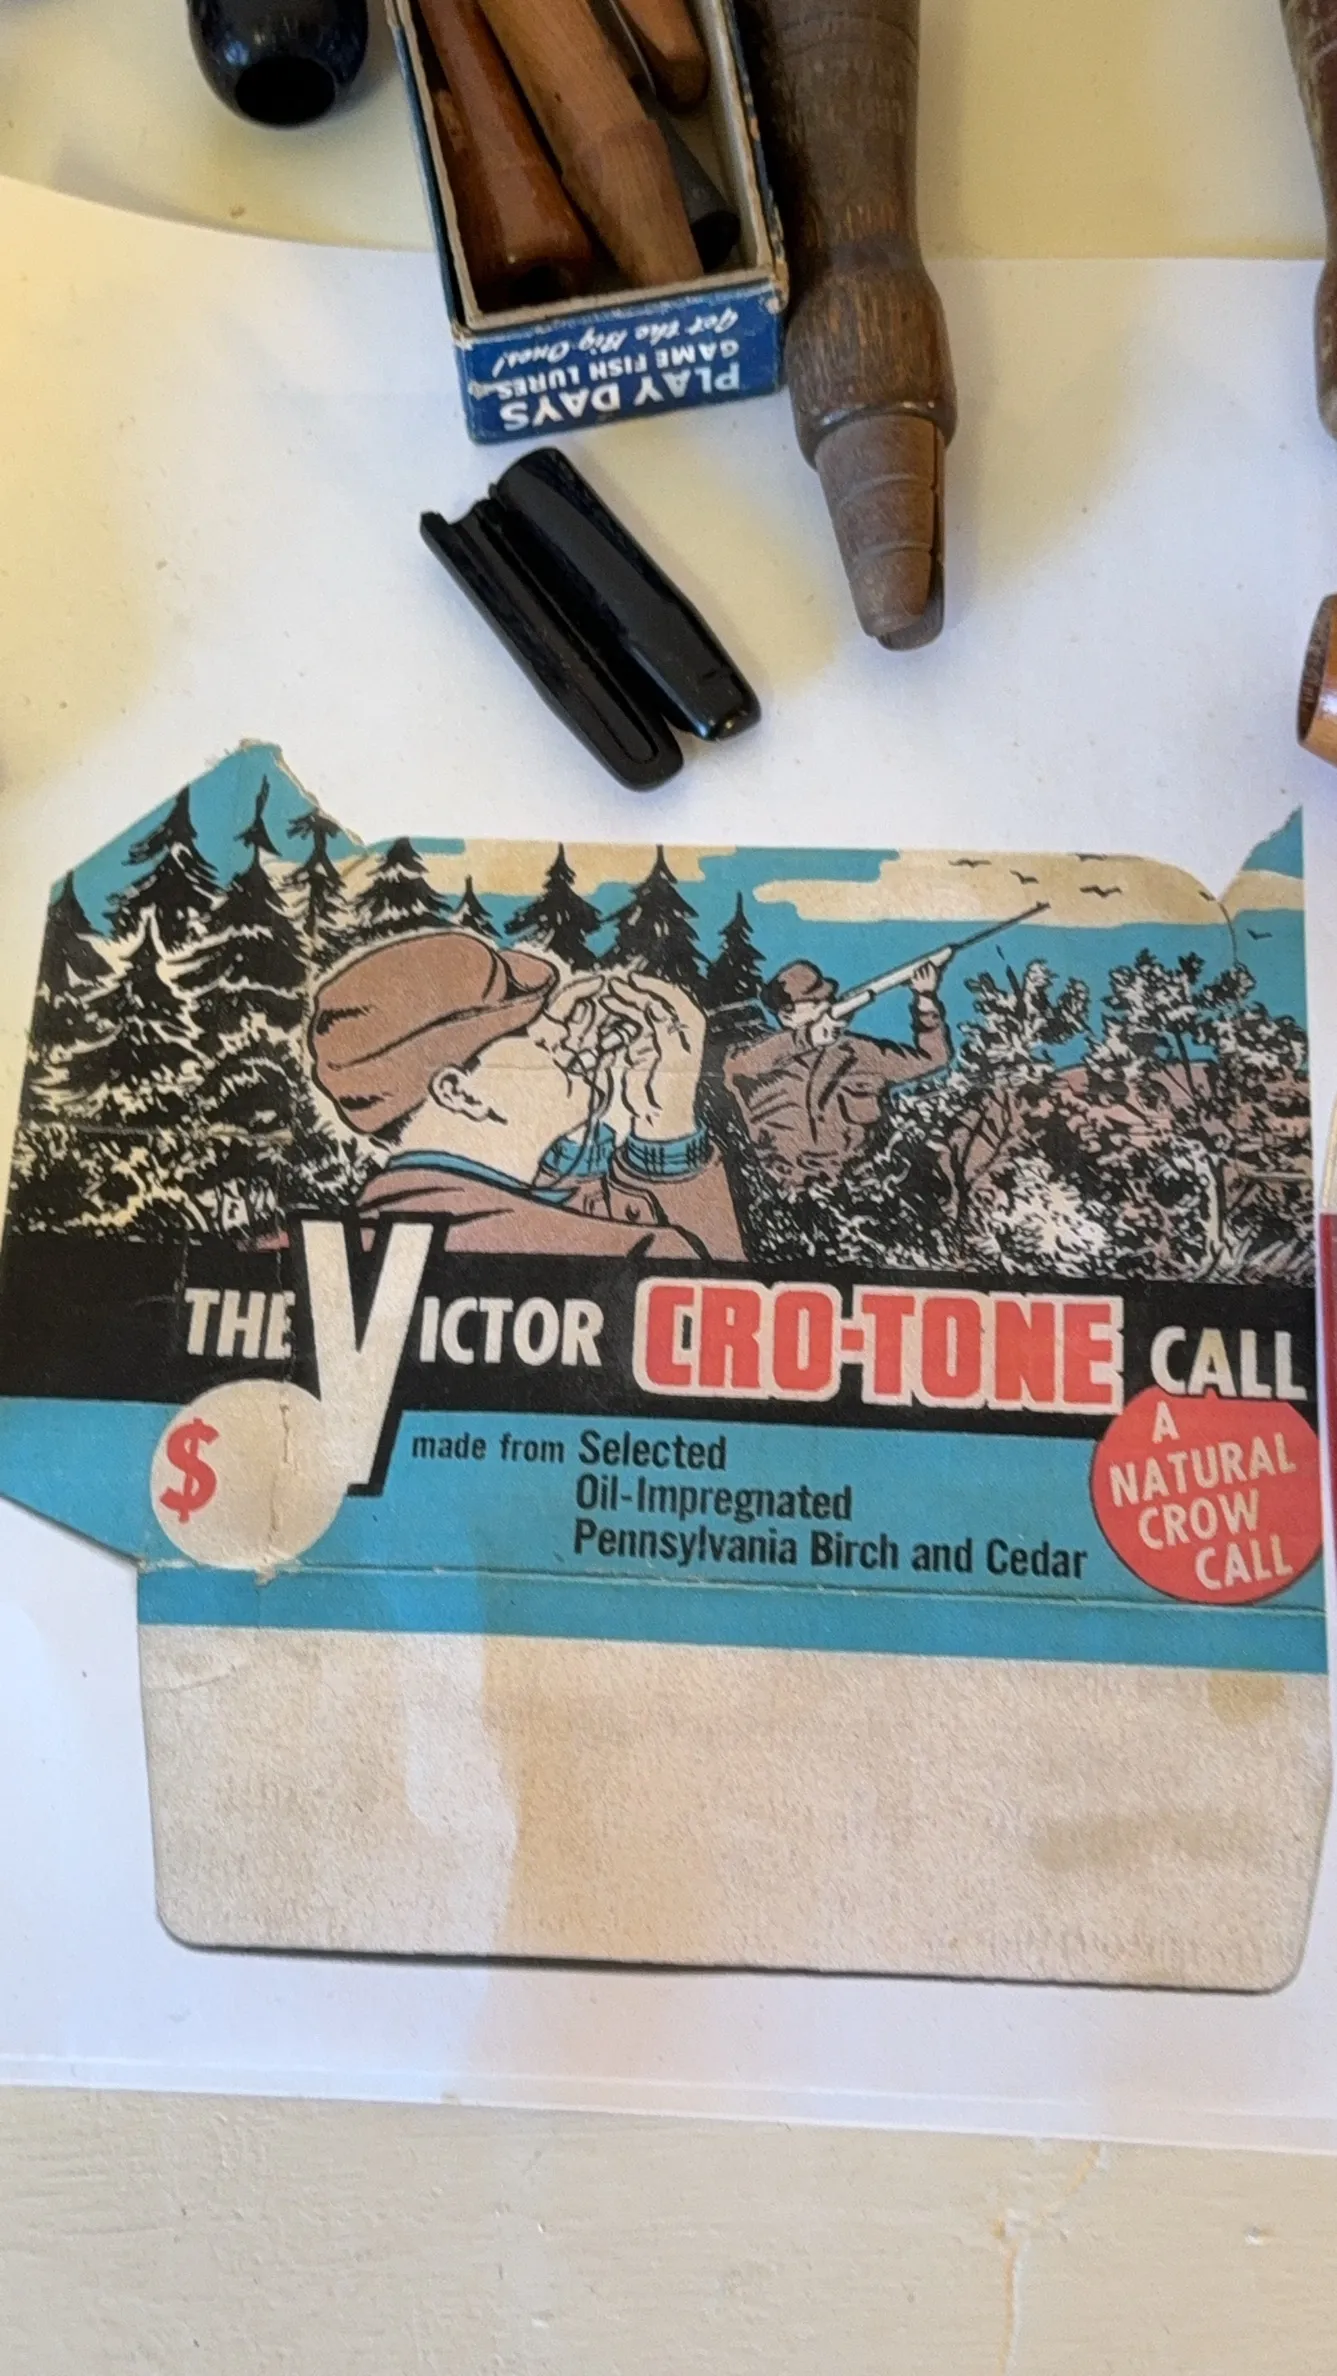 PLAY DAYS
GAME FISH LURES
Get the Big Ones!
THE VICTOR CRO-TONE CALL
$
made from Selected
Oil-Impregnated
Pennsylvania Birch and Cedar
A
NATURAL
CROW
CALL